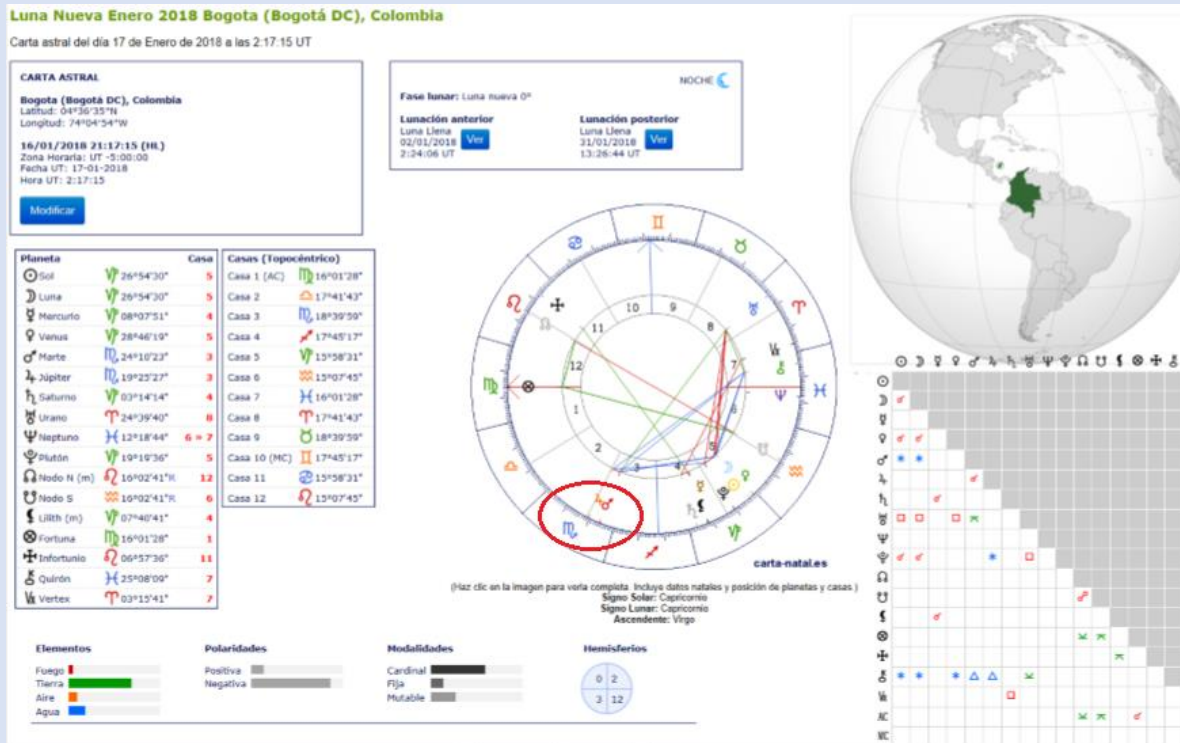 Luna Nueva Enero 2018 Bogota (Bogotá DC), Colombia
Carta astral del día 17 de Enero de 2018 a las 2:17:15 UT
CARTA ASTRAL
Bogota (Bogotá DC), Colombia
Latitud: 04°36'35"N
Longitud: 74°04'54"W
16/01/2018 21:17:15 (HL)
Zona Horaria: UT -5:00:00
Fecha UT: 17-01-2018
Hora UT: 2:17:15
Modificar
NOCHE
Fase lunar: Luna nueva 0º
Lunación anterior
Luna Llena
02/01/2018
2:24:06 UT
Ver
Lunación posterior
Luna Llena
31/01/2018
13:26:44 UT
Ver
Planeta Casa
☉ Sol ♑ 26°54'30" 5
☽ Luna ♑ 26°54'30" 5
☿ Mercurio ♑ 08°07'51" 4
♀ Venus ♑ 28°46'19" 5
♂ Marte ♏ 24°10'23" 3
♃ Júpiter ♏ 19°25'27" 3
♄ Saturno ♑ 03°14'14" 4
♅ Urano ♈ 24°39'40" 8
♆ Neptuno ♓ 12°18'44" 6 » 7
Plutón ♑ 19°19'36" 5
☊ Nodo N (m) ♌ 16°02'41"R 12
☋ Nodo S ♒ 16°02'41"R 6
Lilith (m) ♑ 07°40'41" 4
⊗ Fortuna ♍ 16°01'28" 1
Infortunio ♌ 06°57'36" 11
Quirón ♓ 25°08'09" 7
Vx Vertex ♈ 03°15'41" 7
Casas (Topocéntrico)
Casa 1 (AC) ♍ 16°01'28"
Casa 2 ♎ 17°41'43"
Casa 3 ♏ 18°39'59"
Casa 4 ♐ 17°45'17"
Casa 5 ♑ 15°58'31"
Casa 6 ♒ 15°07'45"
Casa 7 ♓ 16°01'28"
Casa 8 ♈ 17°41'43"
Casa 9 ♉ 18°39'59"
Casa 10 (MC) ♊ 17°45'17"
Casa 11 ♋ 15°58'31"
Casa 12 ♌ 15°07'45"
10 9
11 8
12 7
1
2 5
3 4
Vx
carta-natal.es
(Haz clic en la imagen para verla completa. Incluye datos natales y posición de planetas y casas.)
Signo Solar: Capricornio
Signo Lunar: Capricornio
Ascendente: Virgo
Elementos
Fuego
Tierra
Aire
Agua
Polaridades
Positiva
Negativa
Modalidades
Cardinal
Fija
Mutable
Hemisferios
0 2
3 12
Vx
AC
MC